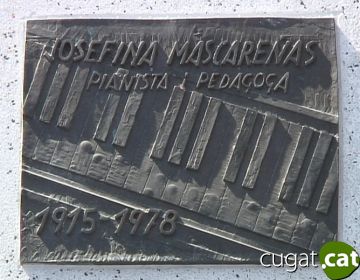 JOSEFINA MASCAREÑAS
PIANISTA I PEDAGOGA
1915-1978
cugat.cat